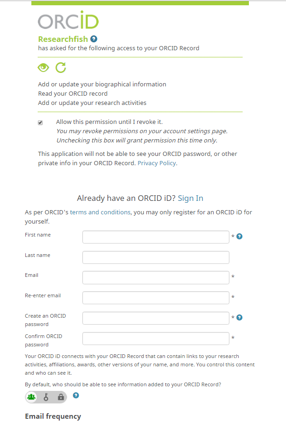 ORCID
Researchfish
has asked for the following access to your ORCID Record
Add or update your biographical information
Read your ORCID record
Add or update your research activities
Allow this permission until I revoke it.
You may revoke permissions on your account settings page.
Unchecking this box will grant permission this time only.
This application will not be able to see your ORCID password, or other
private info in your ORCID Record. Privacy Policy.
Already have an ORCID iD? Sign In
As per ORCID's terms and conditions, you may only register for an ORCID iD for
yourself.
First name
*
Last name
Email
*
Re-enter email
*
Create an ORCID
password
*
Confirm ORCID
password
*
Your ORCID iD connects with your ORCID Record that can contain links to your research
activities, affiliations, awards, other versions of your name, and more. You control this content
and who can see it.
By default, who should be able to see information added to your ORCID Record?
Email frequency